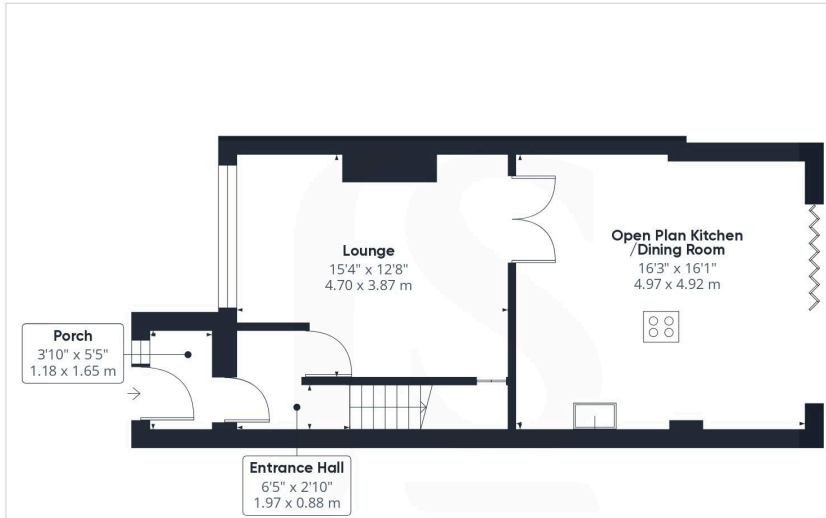 Lounge
15'4" x 12'8"
4.70 x 3.87 m
Open Plan Kitchen
/Dining Room
16'3" x 16'1"
4.97 x 4.92 m
Porch
3'10" x 5'5"
1.18 x 1.65 m
Entrance Hall
6'5" x 2'10"
1.97 x 0.88 m